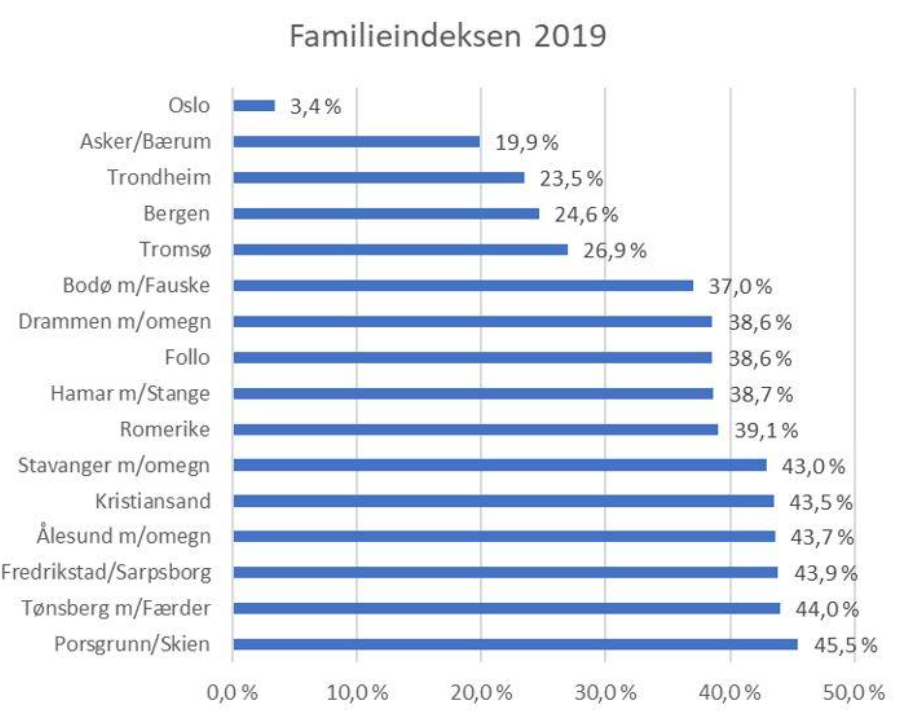 Familieindeksen 2019
Oslo 3,4 %
Asker/Bærum 19,9 %
Trondheim 23,5 %
Bergen 24,6 %
Tromsø 26,9 %
Bodø m/Fauske 37,0 %
Drammen m/omegn 38,6 %
Follo 38,6 %
Hamar m/Stange 38,7 %
Romerike 39,1 %
Stavanger m/omegn 43,0 %
Kristiansand 43,5 %
Ålesund m/omegn 43,7 %
Fredrikstad/Sarpsborg 43,9 %
Tønsberg m/Færder 44,0 %
Porsgrunn/Skien 45,5 %
0,0 % 10,0 % 20,0 % 30,0 % 40,0 % 50,0 %